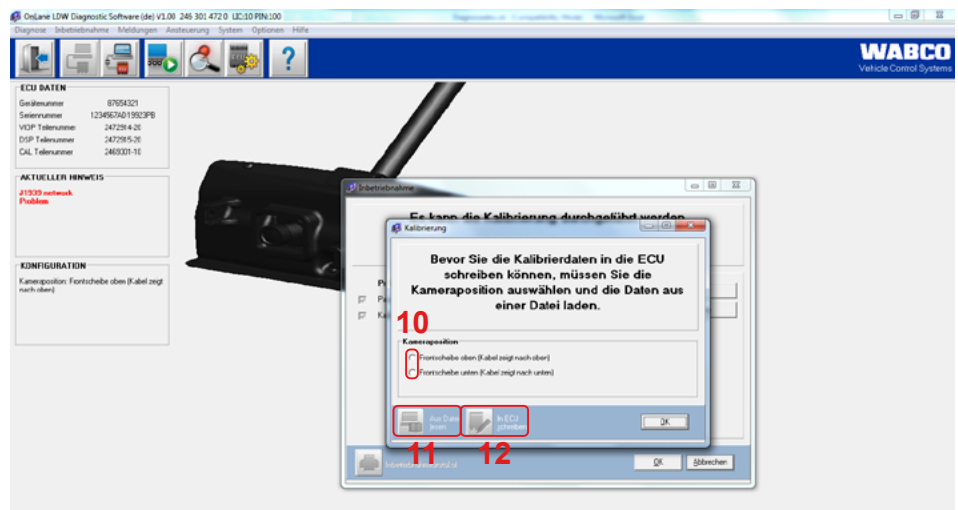 OnLane LDW Diagnostic Software (de) V1.00 246 301 472 0 LIC:10 PIN:100
Diagnose Inbetriebnahme Meldungen Ansteuerung System Optionen Hilfe
WABCO
Vehicle Control Systems
ECU DATEN
Gerätenummer 87654321
Seriennummer 1234567AD19923PB
VIOP Teilenummer 2472914-20
DSP Teilenummer 2472915-20
CAL Teilenummer 2469301-10
AKTUELLER HINWEIS
J1939 network
Problem
KONFIGURATION
Kameraposition: Frontscheibe oben (Kabel zeigt
nach oben)
Inbetriebnahme
Es kann die Kalibrierung durchgeführt werden
Kalibrierung
Bevor Sie die Kalibrierdaten in die ECU
schreiben können, müssen Sie die
Kameraposition auswählen und die Daten aus
einer Datei laden.
10
Kameraposition
Frontscheibe oben (Kabel zeigt nach oben)
Frontscheibe unten (Kabel zeigt nach unten)
Aus Datei
lesen
In ECU
schreiben
OK
11
12
OK
Abbrechen